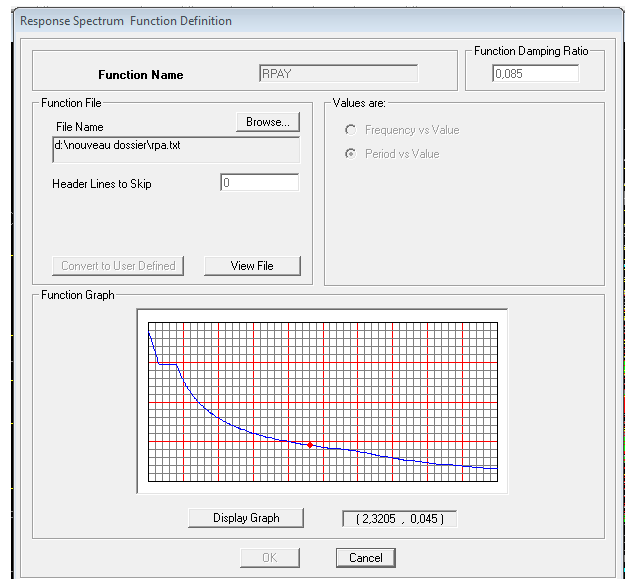 Response Spectrum  Function Definition
Function Damping Ratio
Function Name
RPAY
0,085
Function File
Values are:
Browse...
File Name
Frequency vs Value
d:\nouveau dossier\rpa.txt
Period vs Value
Header Lines to Skip
0
Convert to User Defined
View File
Function Graph
Display Graph
( 2,3205 , 0,045 )
OK
Cancel